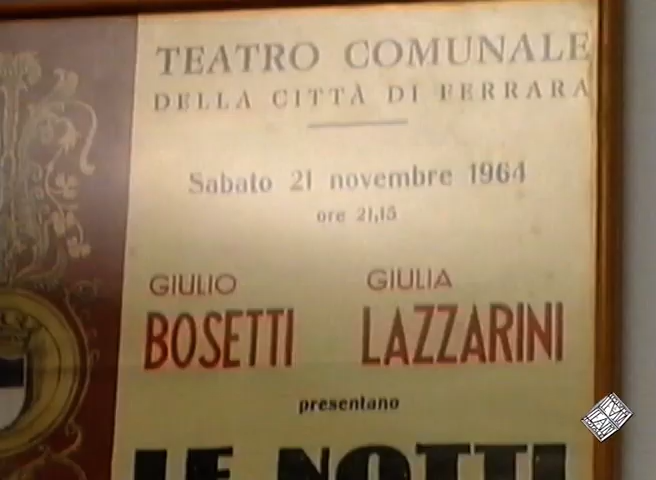 TEATRO COMUNALE
DELLA CITTÀ DI FERRARA
Sabato 21 novembre 1964
ore 21,15
GIULIO GIULIA
BOSETTI LAZZARINI
presentano
LE NOTTI